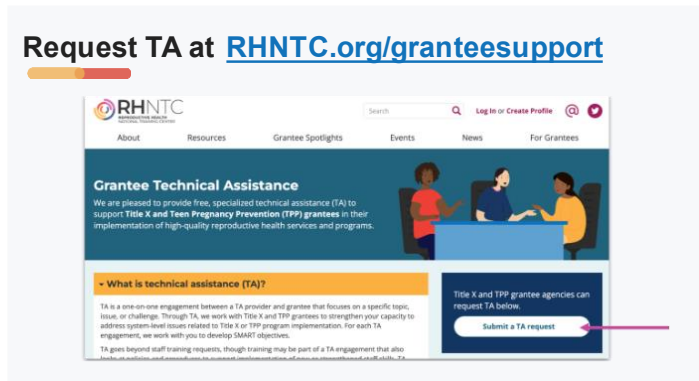 Request TA at RHNTC.org/granteesupport
RHNTC
REPRODUCTIVE HEALTH
NATIONAL TRAINING CENTER
Search
Log In or Create Profile
About Resources Grantee Spotlights Events News For Grantees
Grantee Technical Assistance
We are pleased to provide free, specialized technical assistance (TA) to
support Title X and Teen Pregnancy Prevention (TPP) grantees in their
implementation of high-quality reproductive health services and programs.
What is technical assistance (TA)?
TA is a one-on-one engagement between a TA provider and grantee that focuses on a specific topic,
issue, or challenge. Through TA, we work with Title X and TPP grantees to strengthen your capacity to
address system-level issues related to Title X or TPP program implementation. For each TA
engagement, we work with you to develop SMART objectives.
TA goes beyond staff training requests, though training may be part of a TA engagement that also
Title X and TPP grantee agencies can
request TA below.
Submit a TA request